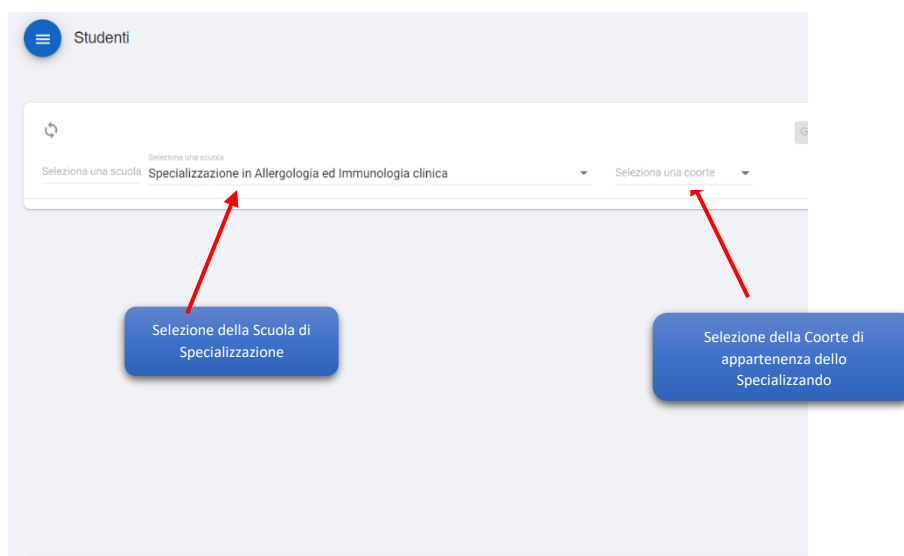 Studenti
G
Seleziona una scuola
Seleziona una scuola
Specializzazione in Allergologia ed Immunologia clinica
Seleziona una coorte
Selezione della Scuola di
Specializzazione
Selezione della Coorte di
appartenenza dello
Specializzando